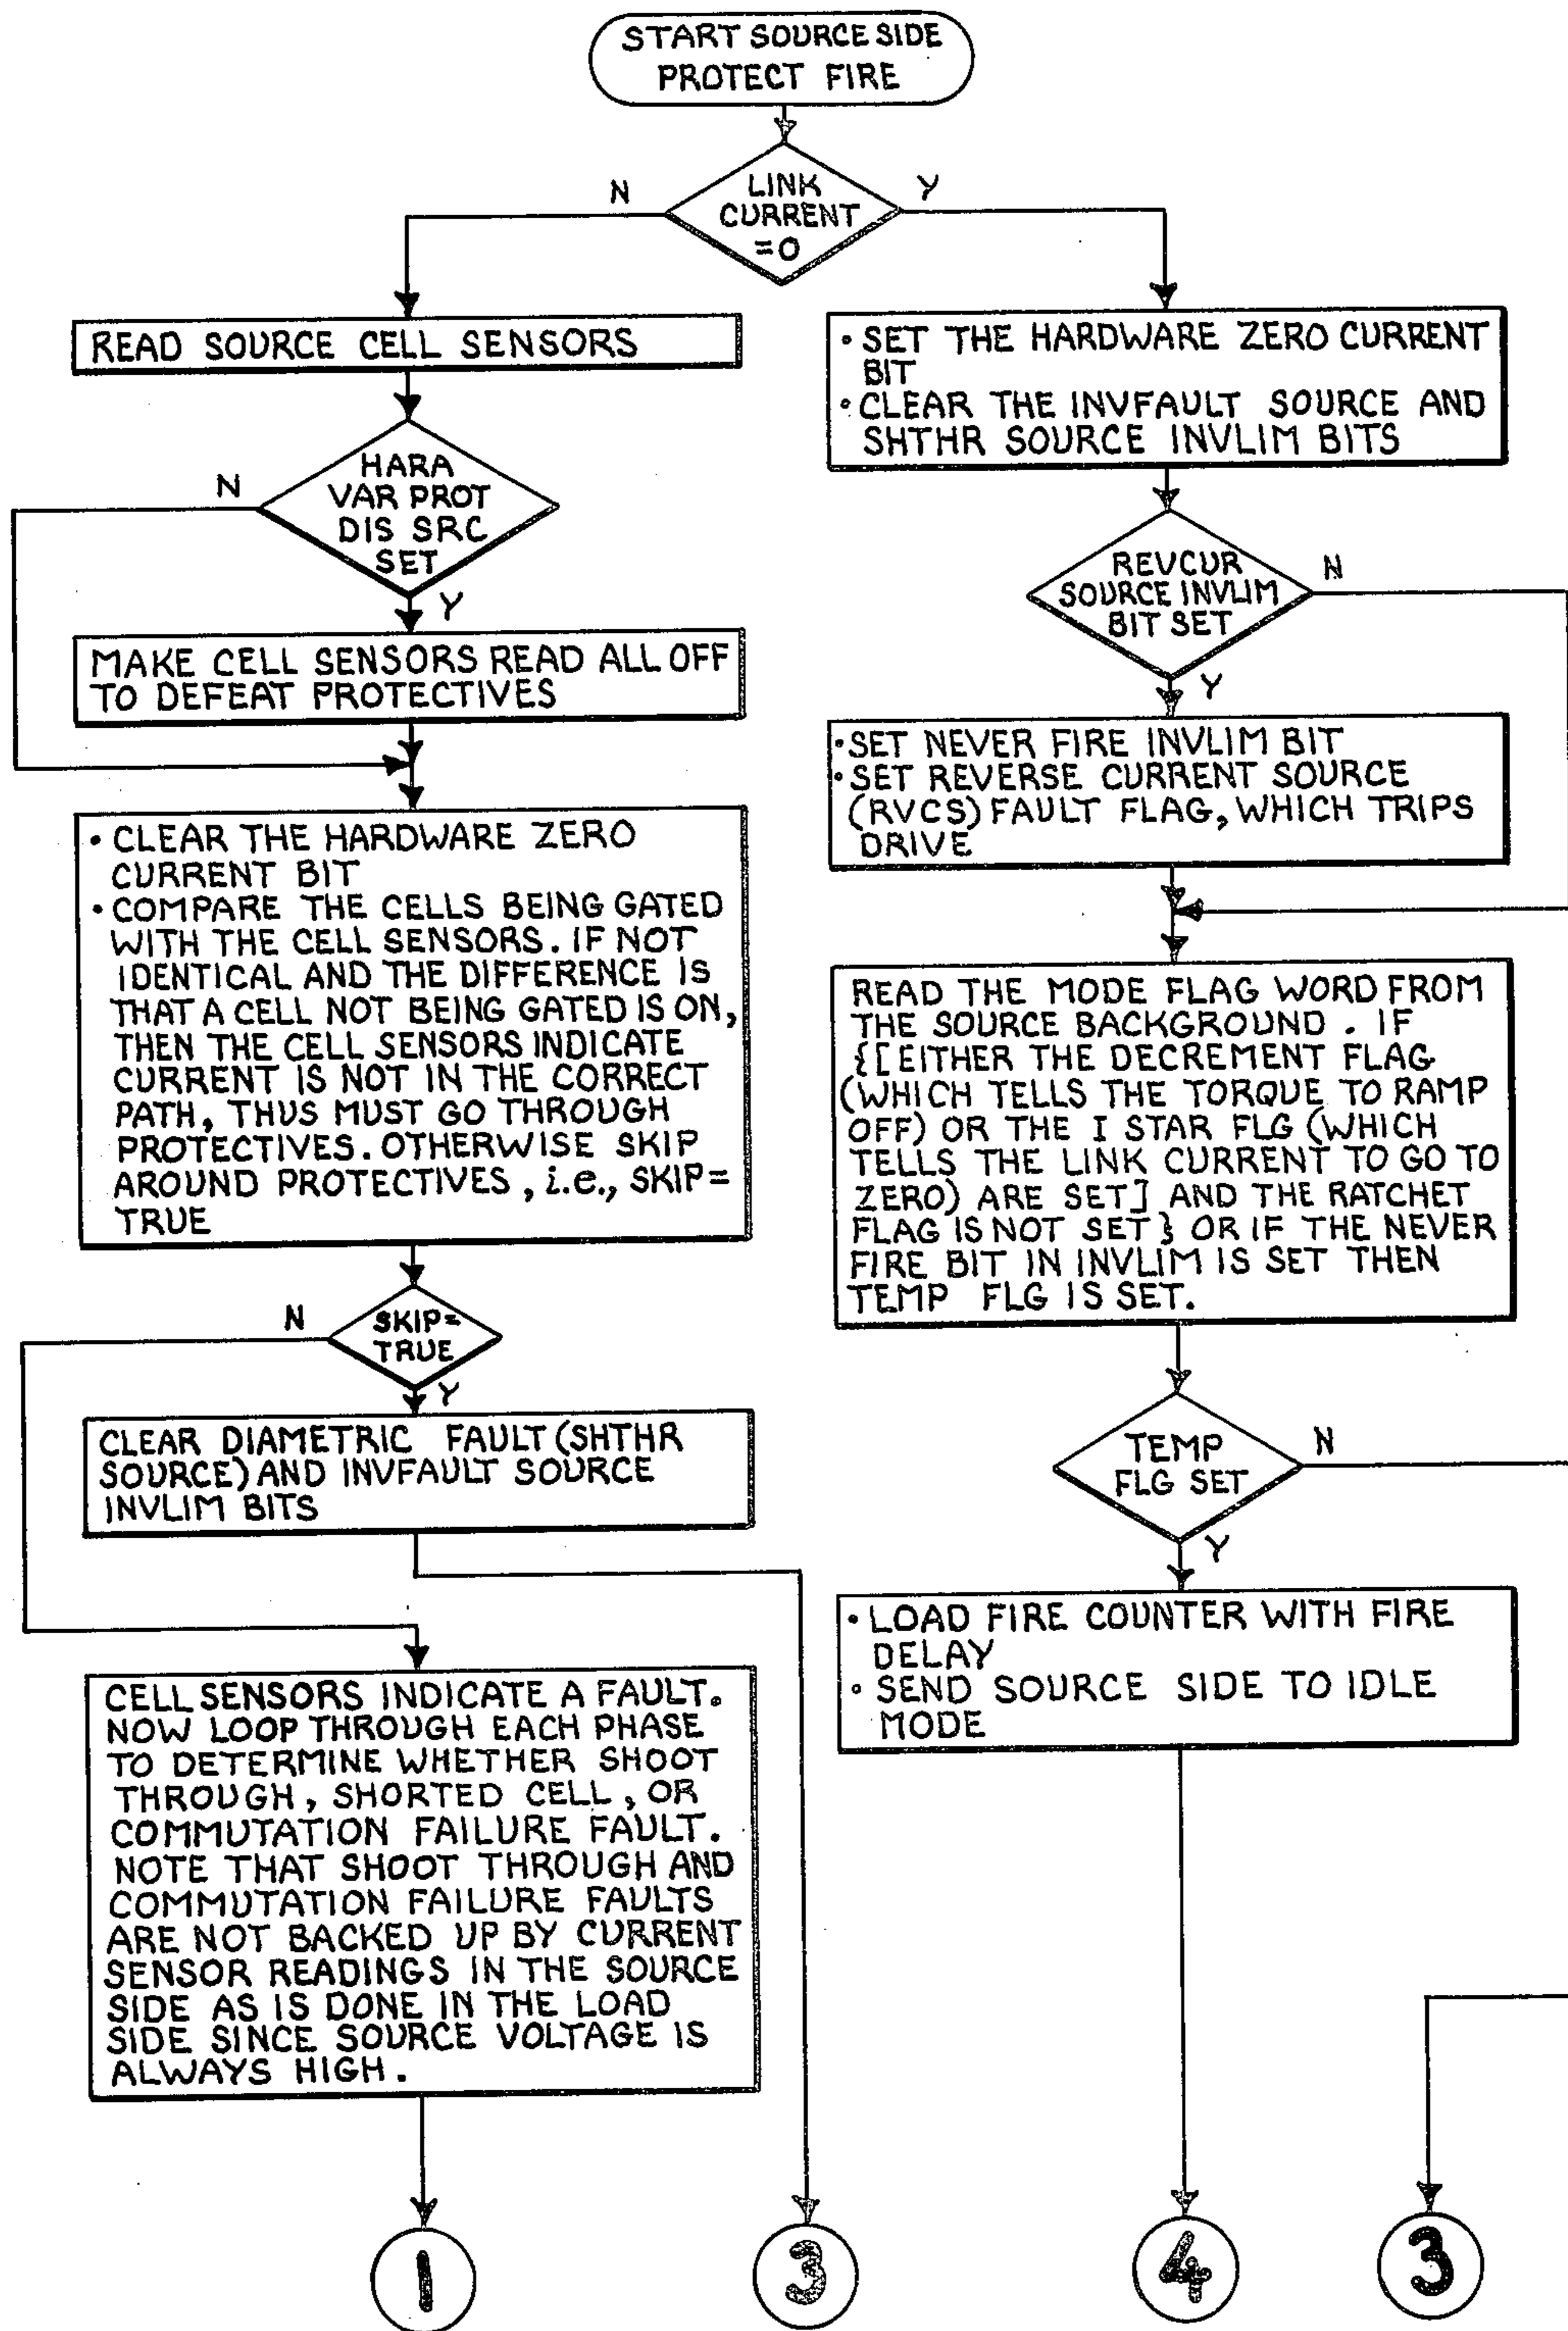 START SOURCE SIDE
PROTECT FIRE
LINK
CURRENT
=0
N
Y
READ SOURCE CELL SENSORS
HARA
VAR PROT
DIS SRC
SET
N
Y
MAKE CELL SENSORS READ ALL OFF
TO DEFEAT PROTECTIVES
• CLEAR THE HARDWARE ZERO
CURRENT BIT
• COMPARE THE CELLS BEING GATED
WITH THE CELL SENSORS. IF NOT
IDENTICAL AND THE DIFFERENCE IS
THAT A CELL NOT BEING GATED IS ON,
THEN THE CELL SENSORS INDICATE
CURRENT IS NOT IN THE CORRECT
PATH, THUS MUST GO THROUGH
PROTECTIVES. OTHERWISE SKIP
AROUND PROTECTIVES, i.e., SKIP=
TRUE
SKIP=
TRUE
N
Y
CLEAR DIAMETRIC FAULT (SHTHR
SOURCE) AND INVFAULT SOURCE
INVLIM BITS
CELL SENSORS INDICATE A FAULT.
NOW LOOP THROUGH EACH PHASE
TO DETERMINE WHETHER SHOOT
THROUGH, SHORTED CELL, OR
COMMUTATION FAILURE FAULT.
NOTE THAT SHOOT THROUGH AND
COMMUTATION FAILURE FAULTS
ARE NOT BACKED UP BY CURRENT
SENSOR READINGS IN THE SOURCE
SIDE AS IS DONE IN THE LOAD
SIDE SINCE SOURCE VOLTAGE IS
ALWAYS HIGH.
1
3
• SET THE HARDWARE ZERO CURRENT
BIT
• CLEAR THE INVFAULT SOURCE AND
SHTHR SOURCE INVLIM BITS
REVCUR
SOURCE INVLIM
BIT SET
N
Y
• SET NEVER FIRE INVLIM BIT
• SET REVERSE CURRENT SOURCE
(RVCS) FAULT FLAG, WHICH TRIPS
DRIVE
READ THE MODE FLAG WORD FROM
THE SOURCE BACKGROUND. IF
{[EITHER THE DECREMENT FLAG
(WHICH TELLS THE TORQUE TO RAMP
OFF) OR THE I STAR FLG (WHICH
TELLS THE LINK CURRENT TO GO TO
ZERO) ARE SET] AND THE RATCHET
FLAG IS NOT SET} OR IF THE NEVER
FIRE BIT IN INVLIM IS SET THEN
TEMP FLG IS SET.
TEMP
FLG SET
N
Y
• LOAD FIRE COUNTER WITH FIRE
DELAY
• SEND SOURCE SIDE TO IDLE
MODE
4
3